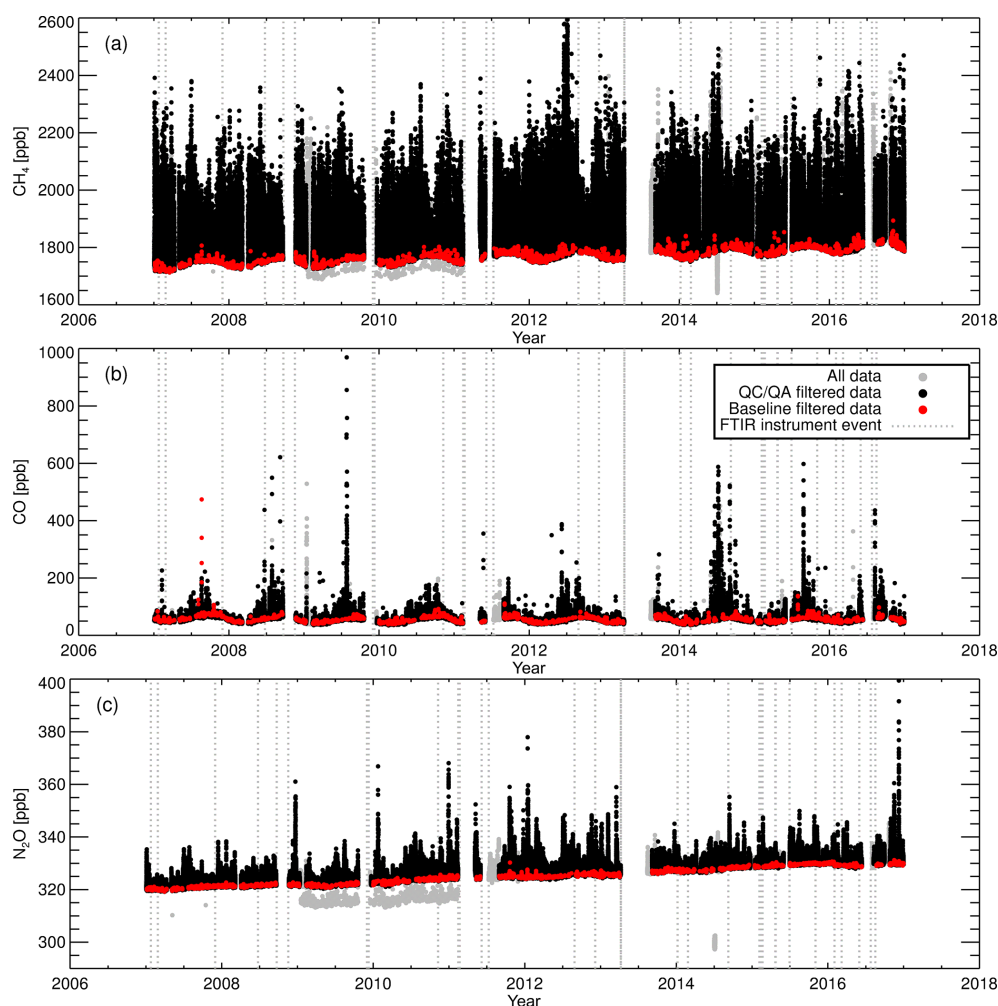 (a)
2600
2400
2200
2000
1800
1600
CH₄ [ppb]
2006 2008 2010 2012 2014 2016 2018
Year
(b)
1000
800
600
400
200
0
CO [ppb]
All data
QC/QA filtered data
Baseline filtered data
FTIR instrument event
2006 2008 2010 2012 2014 2016 2018
Year
(c)
400
380
360
340
320
300
N₂O [ppb]
2006 2008 2010 2012 2014 2016 2018
Year